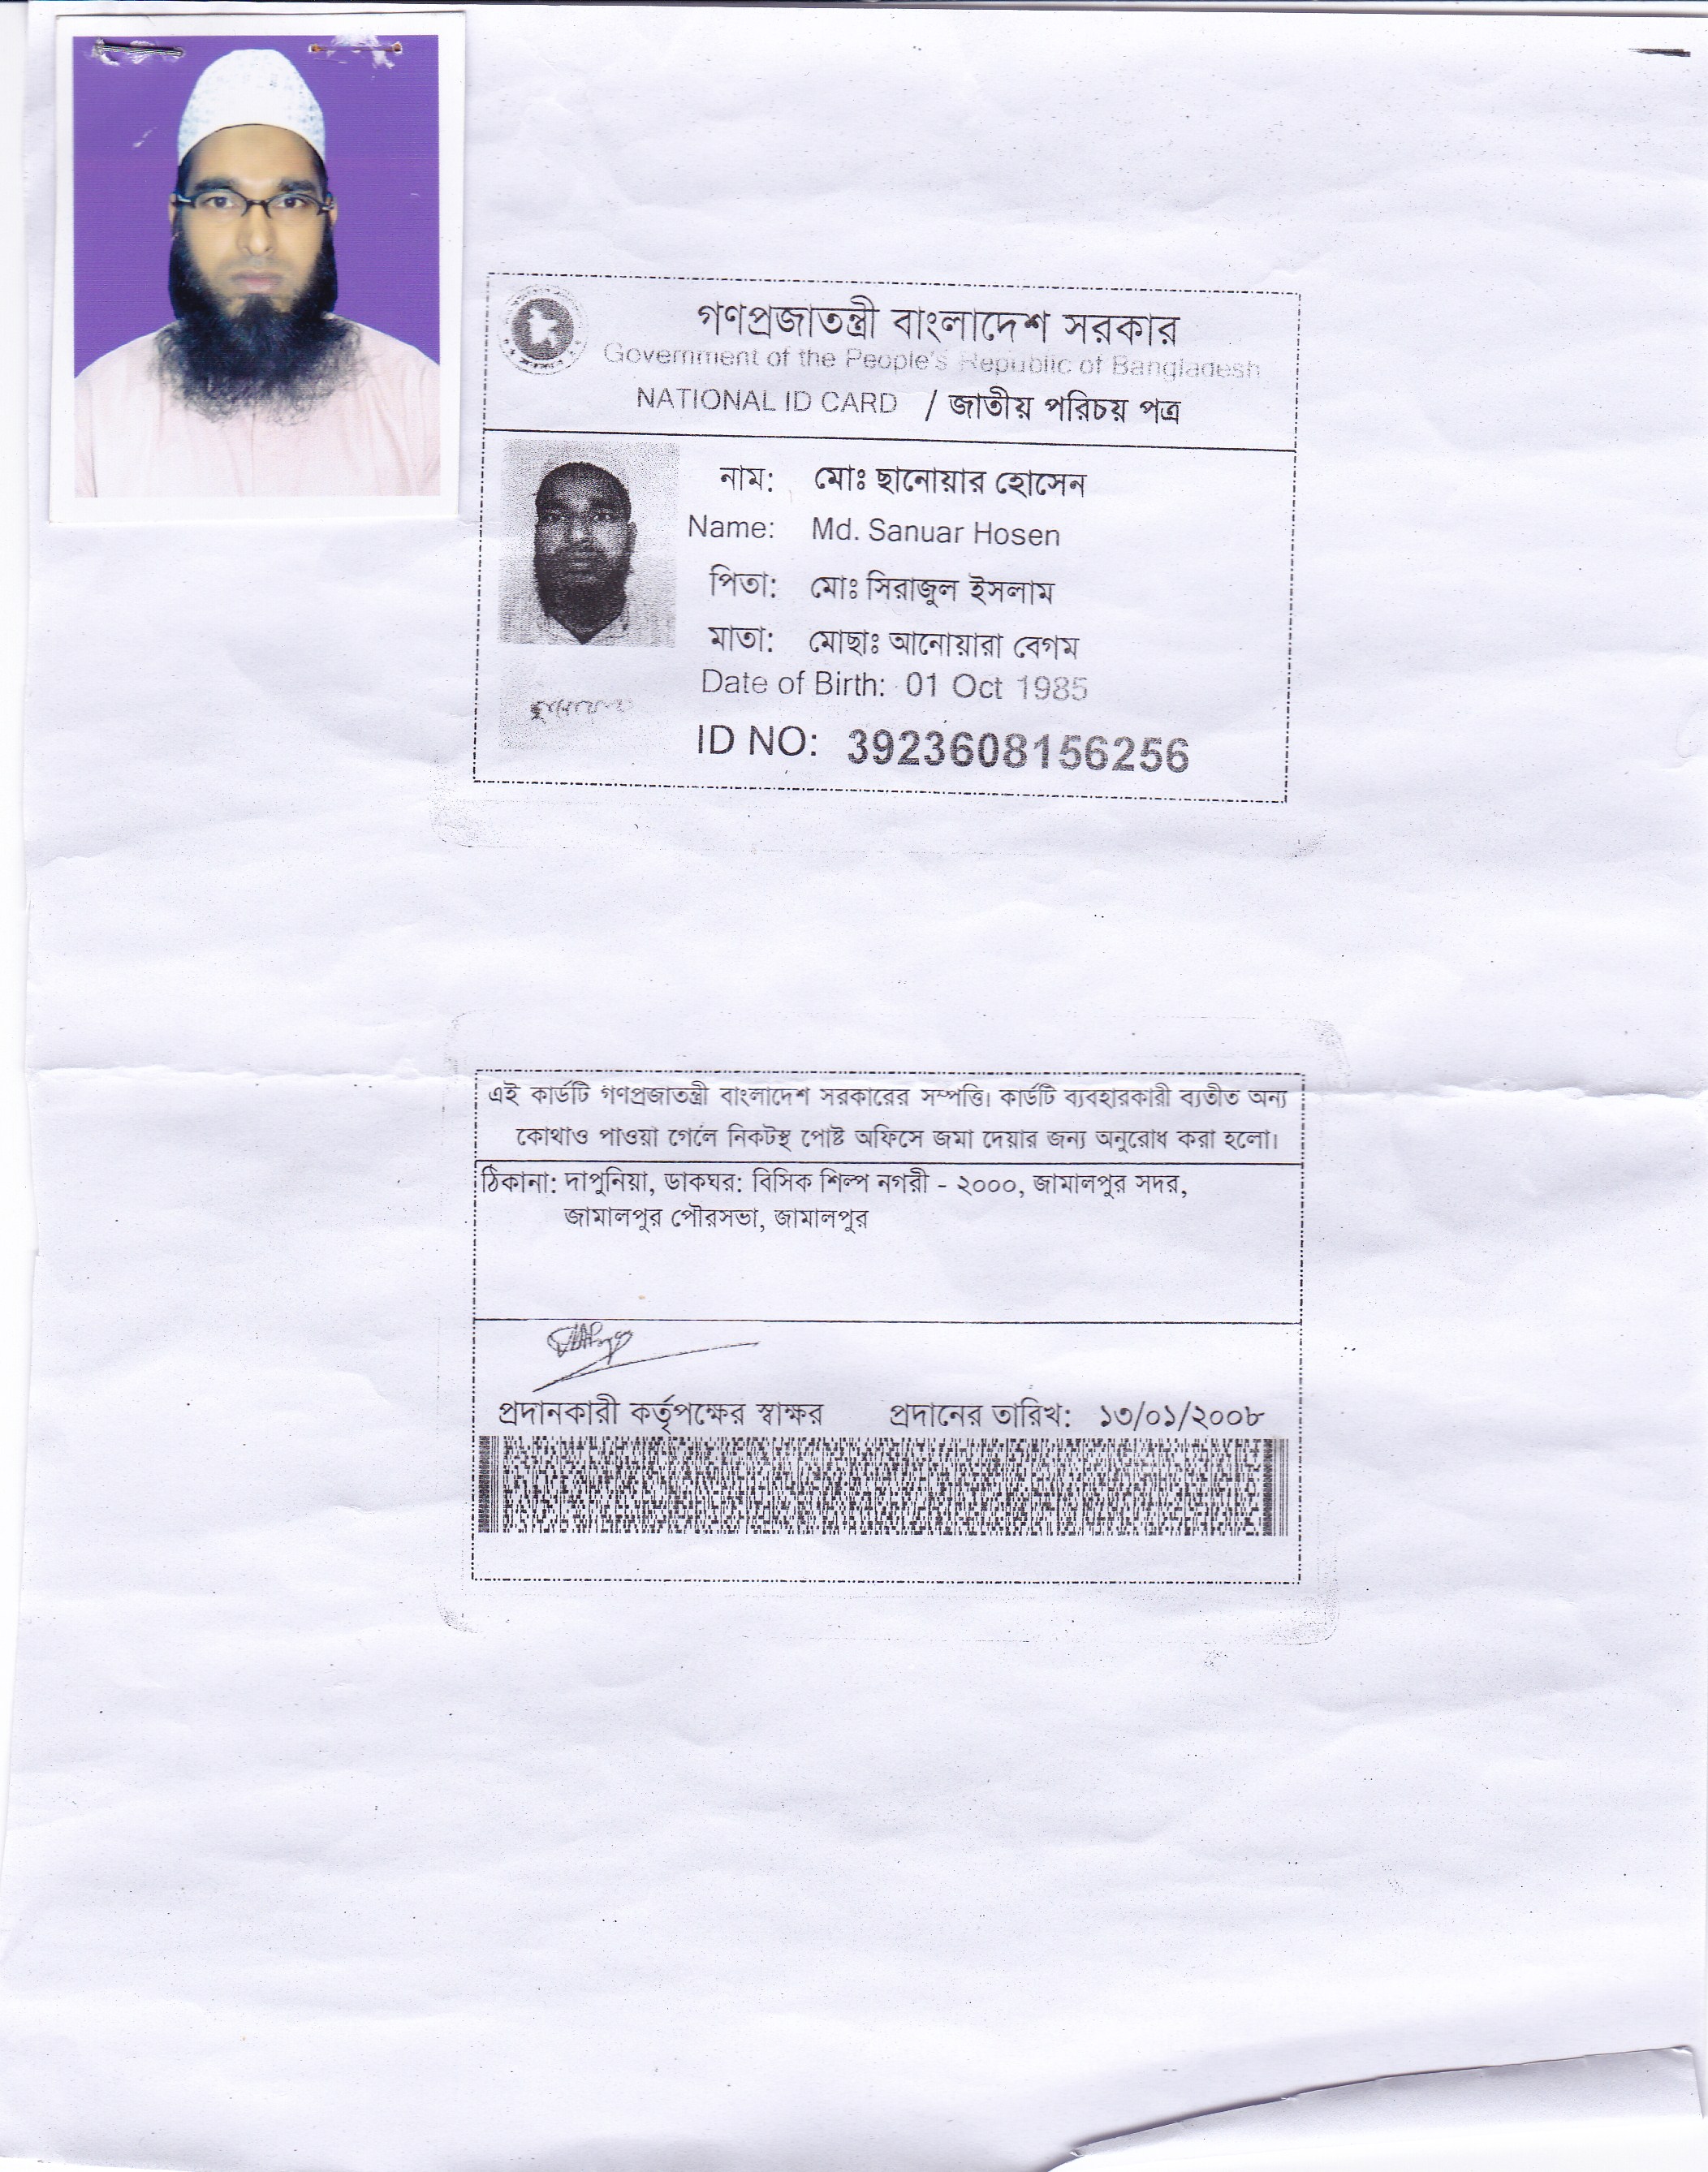 গণপ্রজাতন্ত্রী বাংলাদেশ সরকার
Government of the People's Republic of Bangladesh
NATIONAL ID CARD / জাতীয় পরিচয় পত্র
নাম: মোঃ ছানোয়ার হোসেন
Name: Md. Sanuar Hosen
পিতা: মোঃ সিরাজুল ইসলাম
মাতা: মোছাঃ আনোয়ারা বেগম
Date of Birth: 01 Oct 1985
ID NO: 3923608156256
এই কার্ডটি গণপ্রজাতন্ত্রী বাংলাদেশ সরকারের সম্পত্তি। কার্ডটি ব্যবহারকারী ব্যতীত অন্য
কোথাও পাওয়া গেলে নিকটস্থ পোষ্ট অফিসে জমা দেয়ার জন্য অনুরোধ করা হলো।
ঠিকানা: দাপুনিয়া, ডাকঘর: বিসিক শিল্প নগরী - ২০০০, জামালপুর সদর,
জামালপুর পৌরসভা, জামালপুর
প্রদানকারী কর্তৃপক্ষের স্বাক্ষর প্রদানের তারিখ: ১৩/০১/২০০৮